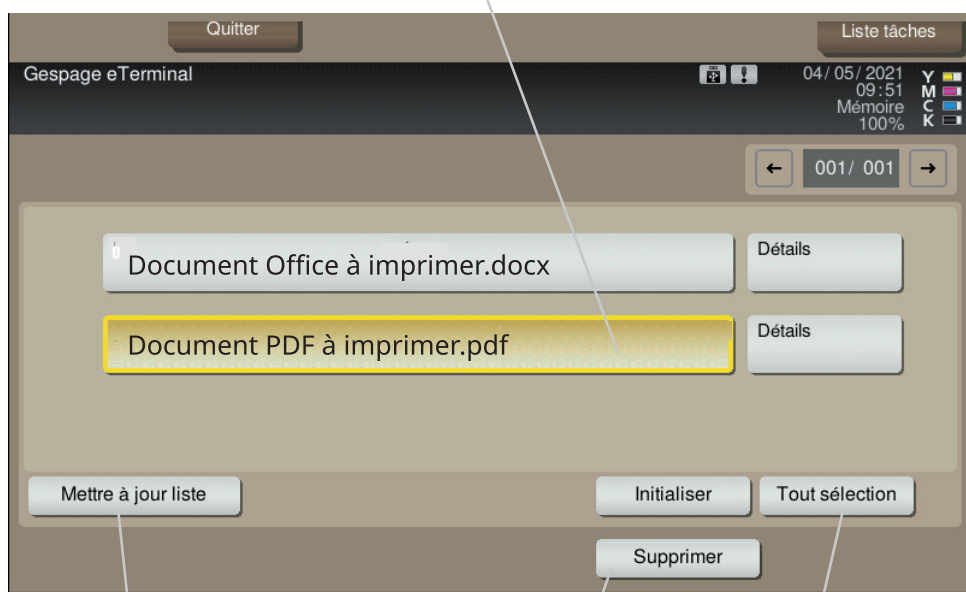 Quitter
Liste tâches
Gespage eTerminal
04/05/2021
09:51
Mémoire
100%
Y
M
C
K
←
001/ 001
→
Document Office à imprimer.docx
Détails
Document PDF à imprimer.pdf
Détails
Mettre à jour liste
Initialiser
Tout sélection
Supprimer